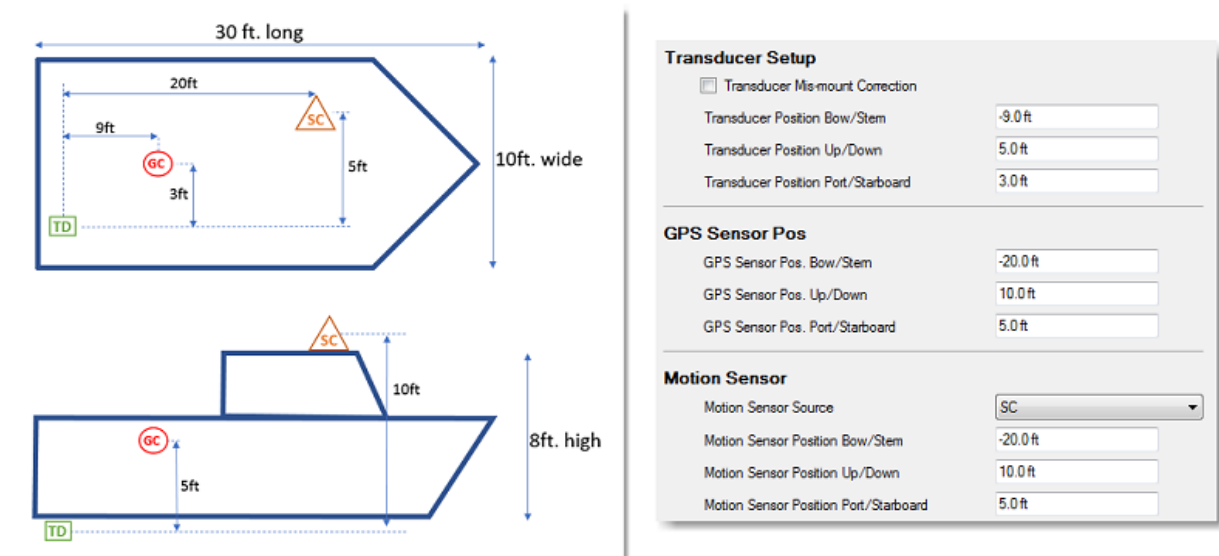 30 ft. long
20ft
SC
9ft
GC
5ft
10ft. wide
3ft
TD
SC
10ft
GC
8ft. high
5ft
TD
Transducer Setup
Transducer Mis-mount Correction
Transducer Position Bow/Stern -9.0 ft
Transducer Position Up/Down 5.0 ft
Transducer Position Port/Starboard 3.0 ft
GPS Sensor Pos
GPS Sensor Pos. Bow/Stern -20.0 ft
GPS Sensor Pos. Up/Down 10.0 ft
GPS Sensor Pos. Port/Starboard 5.0 ft
Motion Sensor
Motion Sensor Source SC
Motion Sensor Position Bow/Stern -20.0 ft
Motion Sensor Position Up/Down 10.0 ft
Motion Sensor Position Port/Starboard 5.0 ft